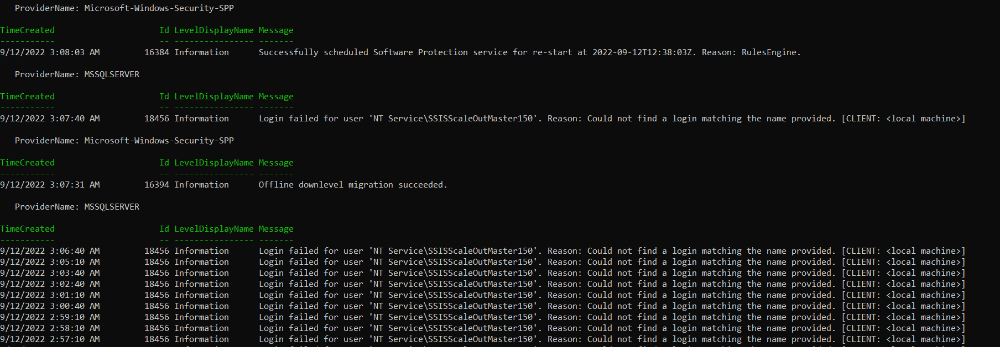 ProviderName: Microsoft-Windows-Security-SPP
TimeCreated Id LevelDisplayName Message
----------- -- ---------------- -------
9/12/2022 3:08:03 AM 16384 Information Successfully scheduled Software Protection service for re-start at 2022-09-12T12:38:03Z. Reason: RulesEngine.
ProviderName: MSSQLSERVER
TimeCreated Id LevelDisplayName Message
----------- -- ---------------- -------
9/12/2022 3:07:40 AM 18456 Information Login failed for user 'NT Service\SSISScaleOutMaster150'. Reason: Could not find a login matching the name provided. [CLIENT: <local machine>]
ProviderName: Microsoft-Windows-Security-SPP
TimeCreated Id LevelDisplayName Message
----------- -- ---------------- -------
9/12/2022 3:07:31 AM 16394 Information Offline downlevel migration succeeded.
ProviderName: MSSQLSERVER
TimeCreated Id LevelDisplayName Message
----------- -- ---------------- -------
9/12/2022 3:06:40 AM 18456 Information Login failed for user 'NT Service\SSISScaleOutMaster150'. Reason: Could not find a login matching the name provided. [CLIENT: <local machine>]
9/12/2022 3:05:10 AM 18456 Information Login failed for user 'NT Service\SSISScaleOutMaster150'. Reason: Could not find a login matching the name provided. [CLIENT: <local machine>]
9/12/2022 3:03:40 AM 18456 Information Login failed for user 'NT Service\SSISScaleOutMaster150'. Reason: Could not find a login matching the name provided. [CLIENT: <local machine>]
9/12/2022 3:02:40 AM 18456 Information Login failed for user 'NT Service\SSISScaleOutMaster150'. Reason: Could not find a login matching the name provided. [CLIENT: <local machine>]
9/12/2022 3:01:10 AM 18456 Information Login failed for user 'NT Service\SSISScaleOutMaster150'. Reason: Could not find a login matching the name provided. [CLIENT: <local machine>]
9/12/2022 3:00:40 AM 18456 Information Login failed for user 'NT Service\SSISScaleOutMaster150'. Reason: Could not find a login matching the name provided. [CLIENT: <local machine>]
9/12/2022 2:59:10 AM 18456 Information Login failed for user 'NT Service\SSISScaleOutMaster150'. Reason: Could not find a login matching the name provided. [CLIENT: <local machine>]
9/12/2022 2:58:10 AM 18456 Information Login failed for user 'NT Service\SSISScaleOutMaster150'. Reason: Could not find a login matching the name provided. [CLIENT: <local machine>]
9/12/2022 2:57:10 AM 18456 Information Login failed for user 'NT Service\SSISScaleOutMaster150'. Reason: Could not find a login matching the name provided. [CLIENT: <local machine>]